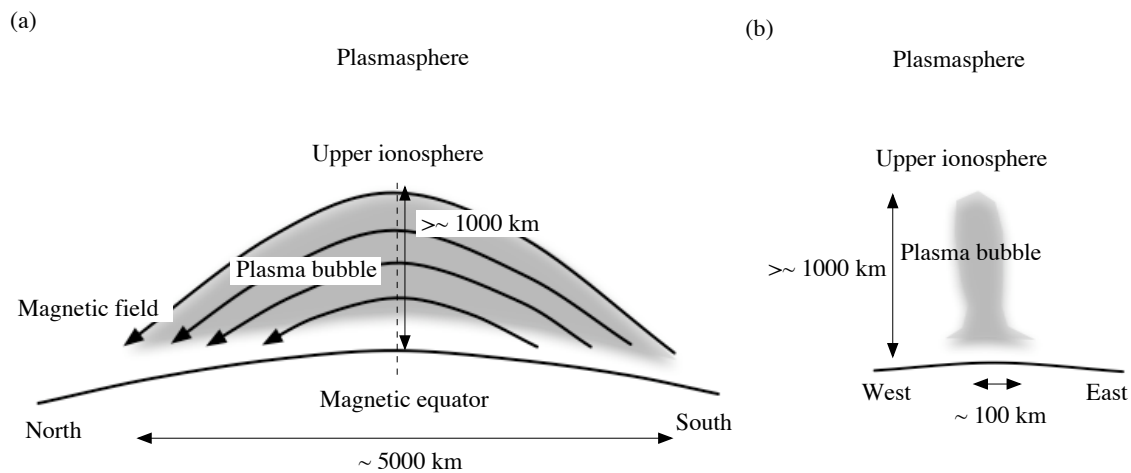 (a)
Plasmasphere
Upper ionosphere
>~ 1000 km
Plasma bubble
Magnetic field
Magnetic equator
North
South
~ 5000 km
(b)
Plasmasphere
Upper ionosphere
Plasma bubble
>~ 1000 km
West
East
~ 100 km